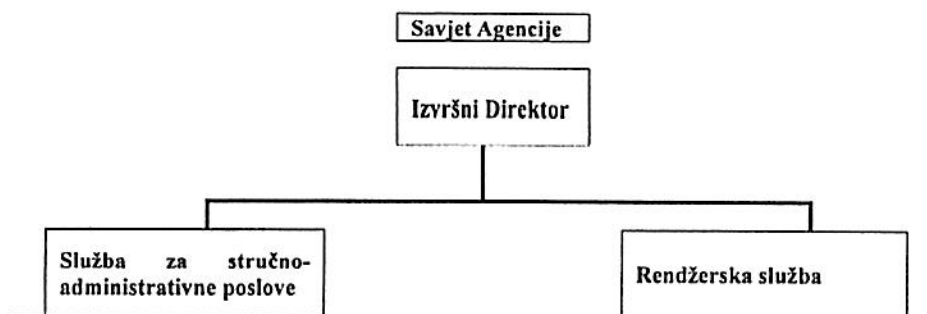 Savjet Agencije
Izvršni Direktor
Služba za stručno-
administrativne poslove
Rendžerska služba